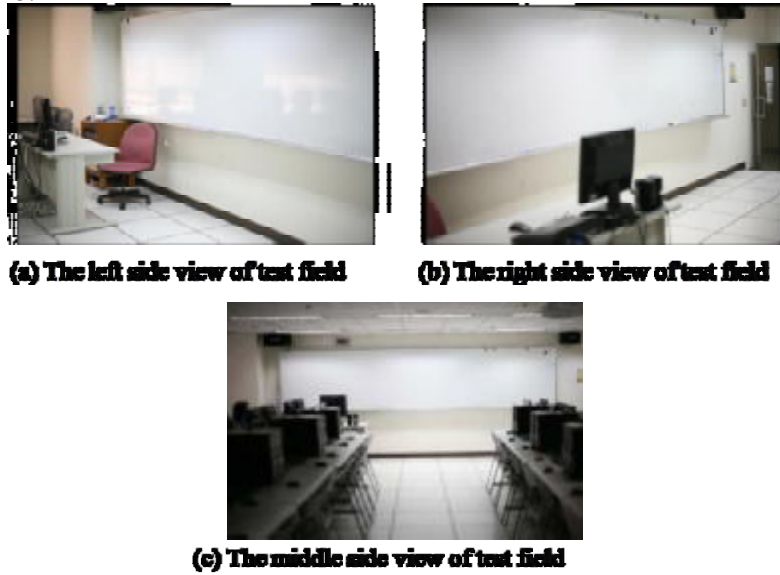 (a) The left side view of test field
(b) The right side view of test field
(c) The middle side view of test field